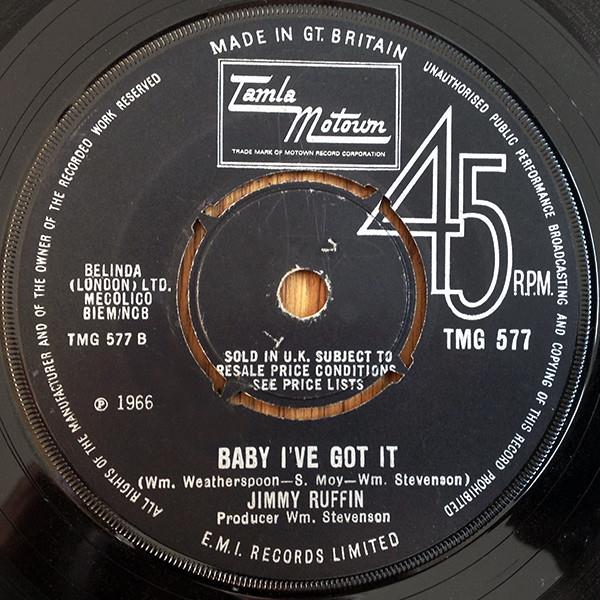 MADE IN GT. BRITAIN
UNAUTHORISED PUBLIC PERFORMANCE BROADCASTING AND COPYING OF THIS RECORD PROHIBITED
ALL RIGHTS OF THE MANUFACTURER AND OF THE OWNER OF THE RECORDED WORK RESERVED
Tamla
Motown
TRADE MARK OF MOTOWN RECORD CORPORATION
45
R.P.M.
BELINDA
(LONDON) LTD.
MECOLICO
BIEM/NCB
TMG 577 B
TMG 577
SOLD IN U.K. SUBJECT TO
RESALE PRICE CONDITIONS
SEE PRICE LISTS
℗ 1966
BABY I'VE GOT IT
(Wm. Weatherspoon—S. Moy—Wm. Stevenson)
JIMMY RUFFIN
Producer Wm. Stevenson
E.M.I. RECORDS LIMITED